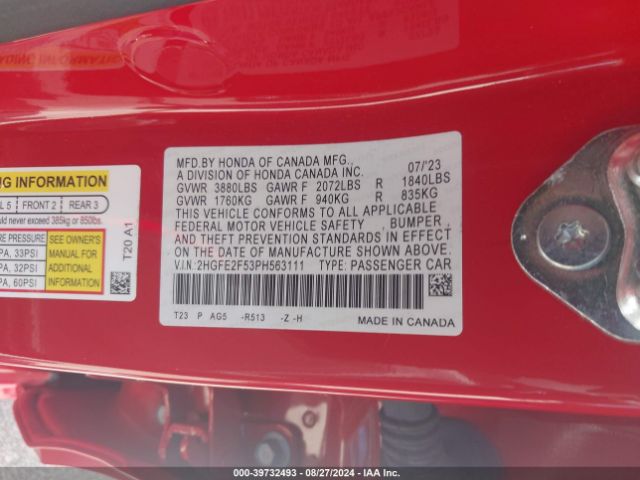 NG INFORMATION
L 5 FRONT 2 REAR 3
uld never exceed 385kg or 850lbs.
E PRESSURE
PA, 33PSI
PA, 32PSI
PA, 60PSI
SEE OWNER'S
MANUAL FOR
ADDITIONAL
INFORMATION
T20 A1
MFD.BY HONDA OF CANADA MFG., 07/'23
A DIVISION OF HONDA CANADA INC.
GVWR 3880LBS GAWR F 2072LBS R 1840LBS
GVWR 1760KG GAWR F 940KG R 835KG
THIS VEHICLE CONFORMS TO ALL APPLICABLE
FEDERAL MOTOR VEHICLE SAFETY , BUMPER ,
AND THEFT PREVENTION STANDARDS IN EFFECT
ON THE DATE OF MANUFACTURE SHOWN ABOVE.
V.I.N: 2HGFE2F53PH563111 TYPE: PASSENGER CAR
T23 P AG5 -R513 -Z -H
MADE IN CANADA
000-39732493 - 08/27/2024 - IAA Inc.